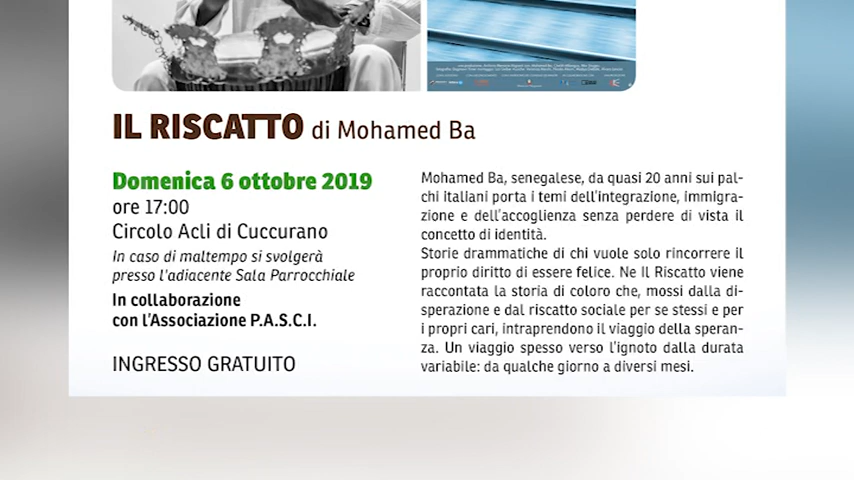 IL RISCATTO di Mohamed Ba
Domenica 6 ottobre 2019
ore 17:00
Circolo Acli di Cuccurano
In caso di maltempo si svolgerà
presso l'adiacente Sala Parrocchiale
In collaborazione
con l'Associazione P.A.S.C.I.
INGRESSO GRATUITO
Mohamed Ba, senegalese, da quasi 20 anni sui pal-
chi italiani porta i temi dell'integrazione, immigra-
zione e dell'accoglienza senza perdere di vista il
concetto di identità.
Storie drammatiche di chi vuole solo rincorrere il
proprio diritto di essere felice. Ne Il Riscatto viene
raccontata la storia di coloro che, mossi dalla di-
sperazione e dal riscatto sociale per se stessi e per
i propri cari, intraprendono il viaggio della speran-
za. Un viaggio spesso verso l'ignoto dalla durata
variabile: da qualche giorno a diversi mesi.